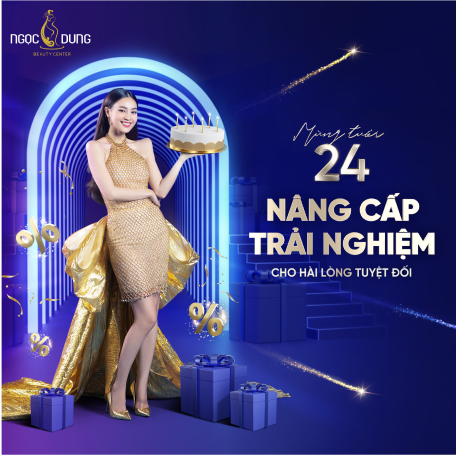 NGỌC DUNG
BEAUTY CENTER
Mừng tuổi
24
NÂNG CẤP
TRẢI NGHIỆM
CHO HÀI LÒNG TUYỆT ĐỐI
%
%
%